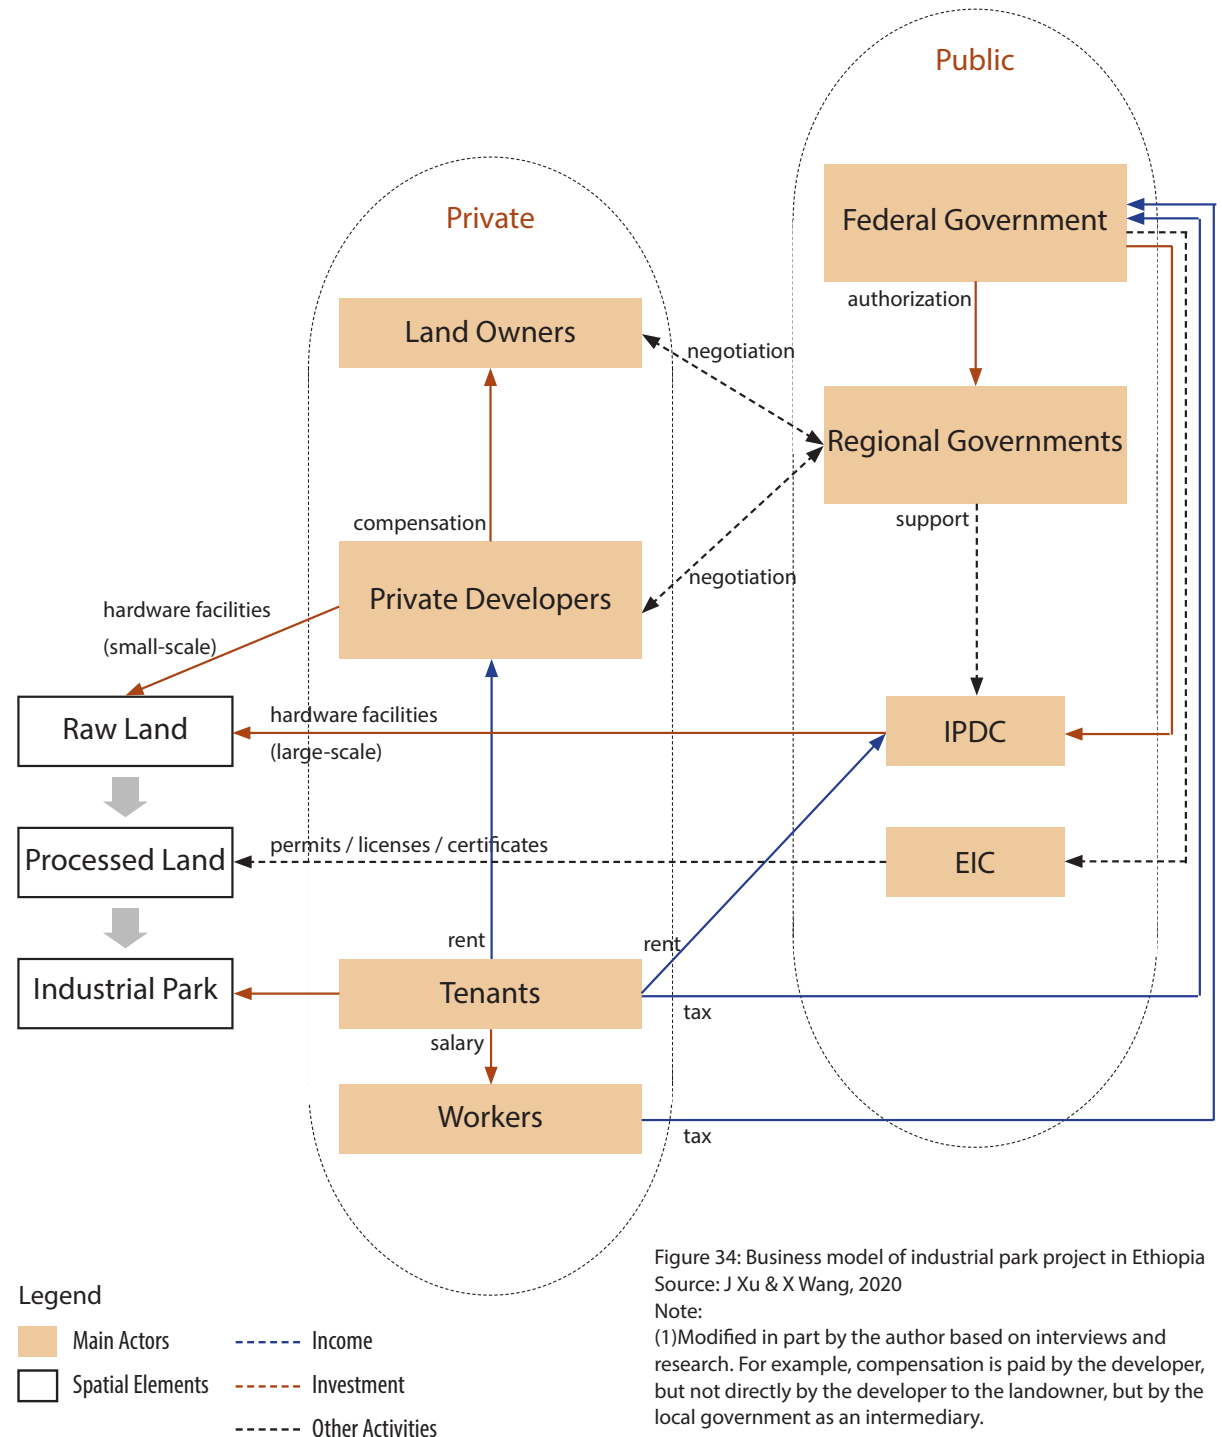 Public
Private
Federal Government
authorization
Land Owners
negotiation
Regional Governments
support
compensation
Private Developers
negotiation
hardware facilities
(small-scale)
Raw Land
hardware facilities
(large-scale)
IPDC
Processed Land
permits / licenses / certificates
EIC
rent
rent
Industrial Park
Tenants
tax
salary
Workers
tax
Figure 34: Business model of industrial park project in Ethiopia
Source: J Xu & X Wang, 2020
Note:
(1)Modified in part by the author based on interviews and
research. For example, compensation is paid by the developer,
but not directly by the developer to the landowner, but by the
local government as an intermediary.
Legend
Main Actors
Income
Spatial Elements
Investment
Other Activities